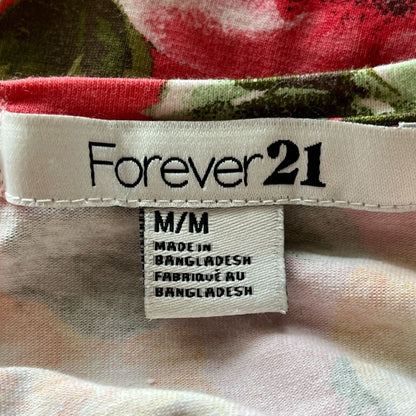 Forever21
M/M
MADE IN
BANGLADESH
FABRIQUÉ AU
BANGLADESH